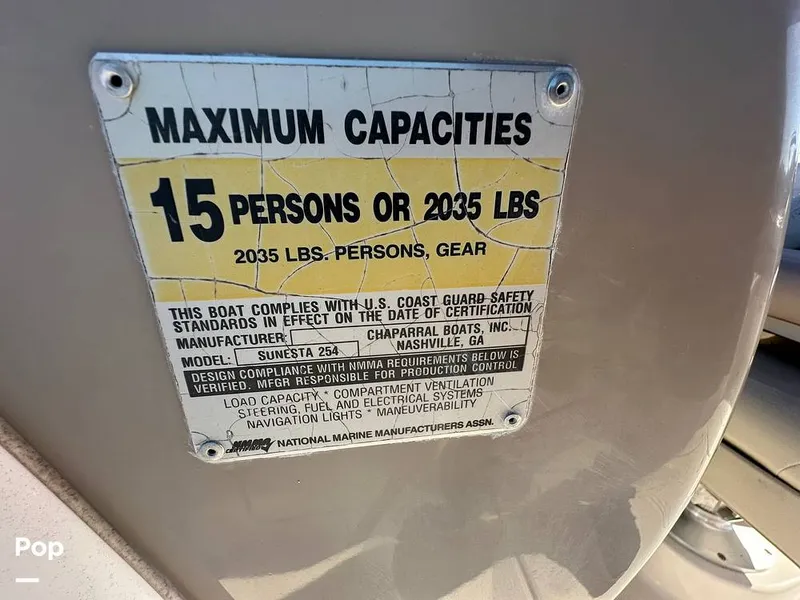 MAXIMUM CAPACITIES
15 PERSONS OR 2035 LBS
2035 LBS. PERSONS, GEAR
THIS BOAT COMPLIES WITH U.S. COAST GUARD SAFETY
STANDARDS IN EFFECT ON THE DATE OF CERTIFICATION
MANUFACTURER: CHAPARRAL BOATS, INC.
NASHVILLE, GA
MODEL: SUNESTA 254
DESIGN COMPLIANCE WITH NMMA REQUIREMENTS BELOW IS
VERIFIED. MFGR RESPONSIBLE FOR PRODUCTION CONTROL
LOAD CAPACITY * COMPARTMENT VENTILATION
STEERING, FUEL AND ELECTRICAL SYSTEMS
NAVIGATION LIGHTS * MANEUVERABILITY
NMMA
CERTIFIED
NATIONAL MARINE MANUFACTURERS ASSN.
Pop